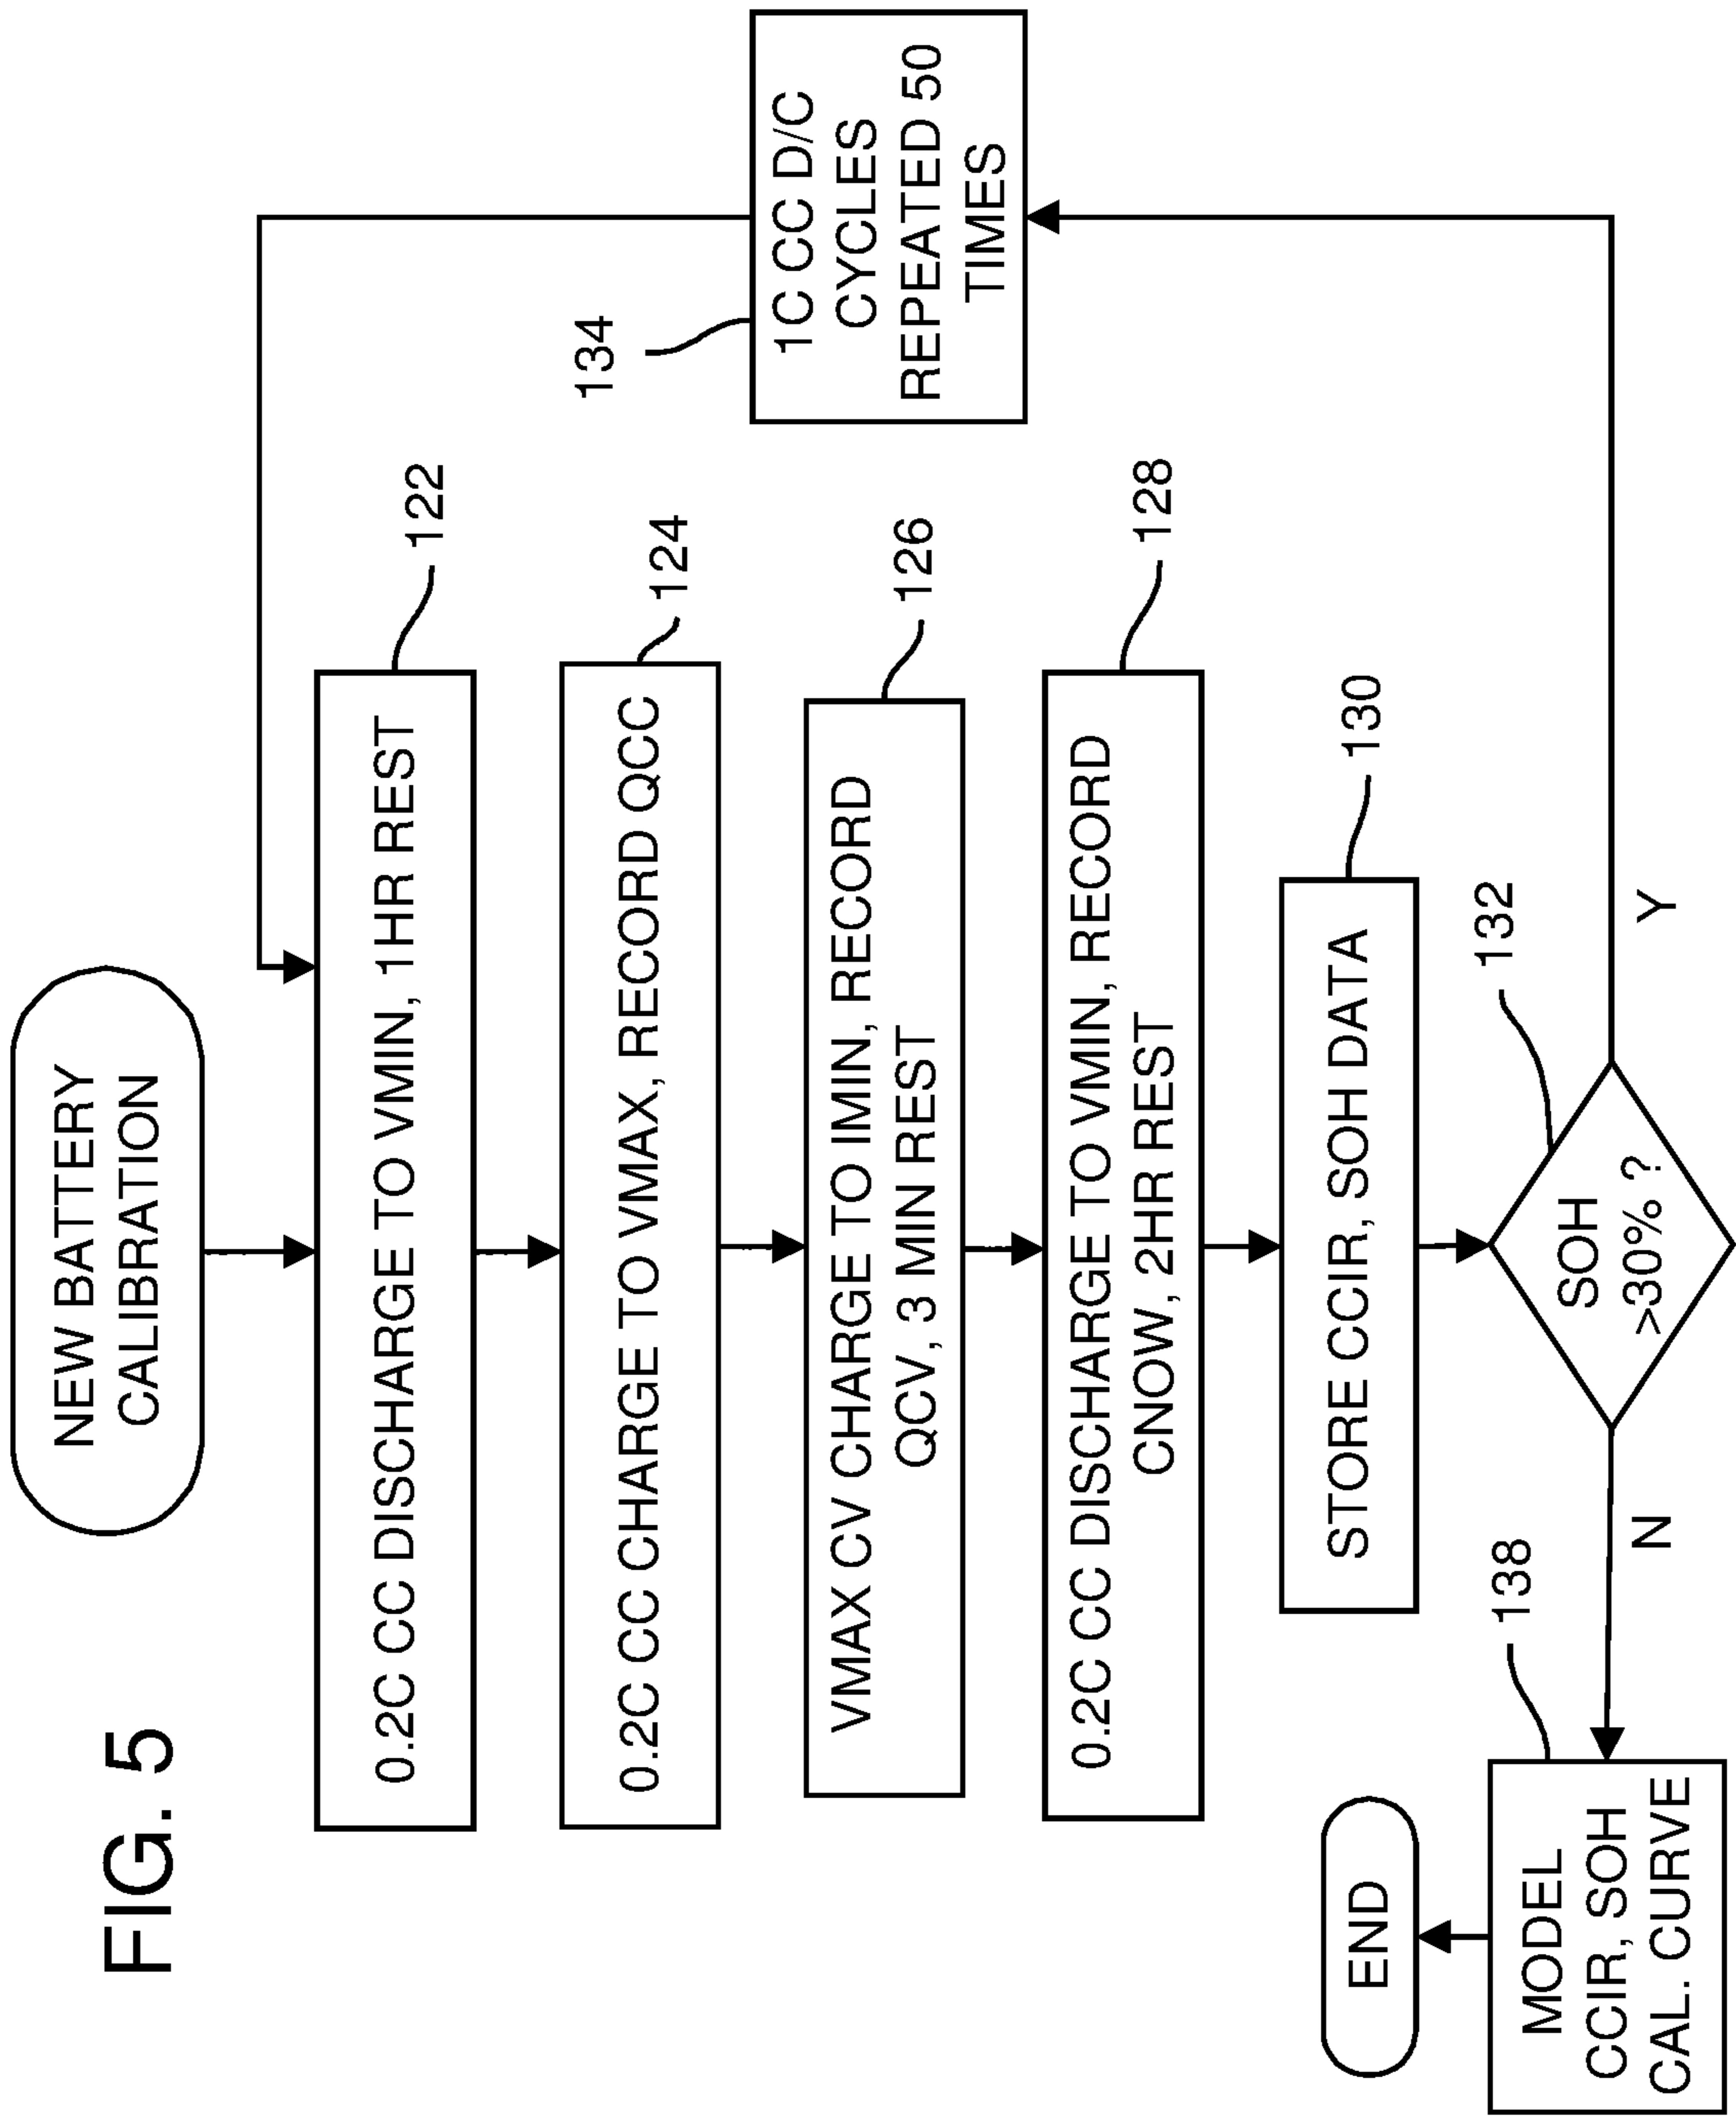 FIG. 5
NEW BATTERY
CALIBRATION
0.2C CC DISCHARGE TO VMIN, 1HR REST
122
0.2C CC CHARGE TO VMAX, RECORD QCC
124
VMAX CV CHARGE TO IMIN, RECORD
QCV, 3 MIN REST
126
0.2C CC DISCHARGE TO VMIN, RECORD
CNOW, 2HR REST
128
STORE CCIR, SOH DATA
130
SOH
>30% ?
132
Y
N
1C CC D/C
CYCLES
REPEATED 50
TIMES
134
MODEL
CCIR, SOH
CAL. CURVE
138
END